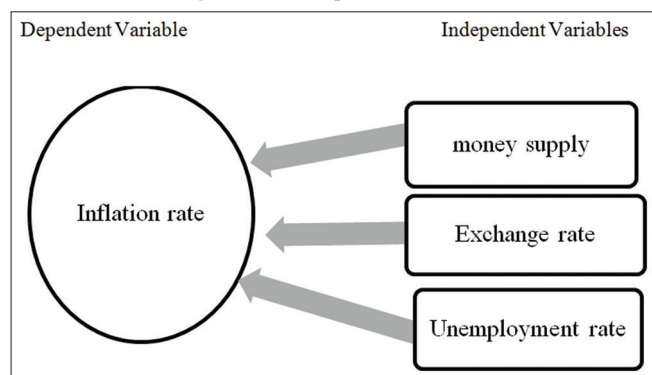 Dependent Variable
Independent Variables
Inflation rate
money supply
Exchange rate
Unemployment rate